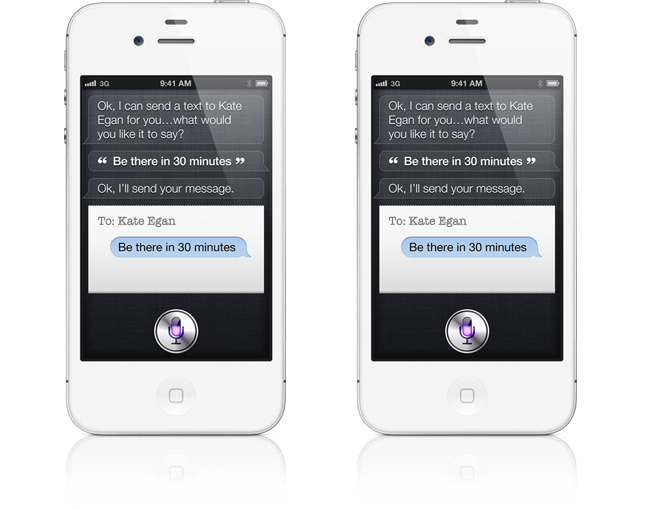 3G 9:41 AM
Ok, I can send a text to Kate
Egan for you...what would
you like it to say?
“ Be there in 30 minutes ”
Ok, I’ll send your message.
To: Kate Egan
Be there in 30 minutes
3G 9:41 AM
Ok, I can send a text to Kate
Egan for you...what would
you like it to say?
“ Be there in 30 minutes ”
Ok, I’ll send your message.
To: Kate Egan
Be there in 30 minutes